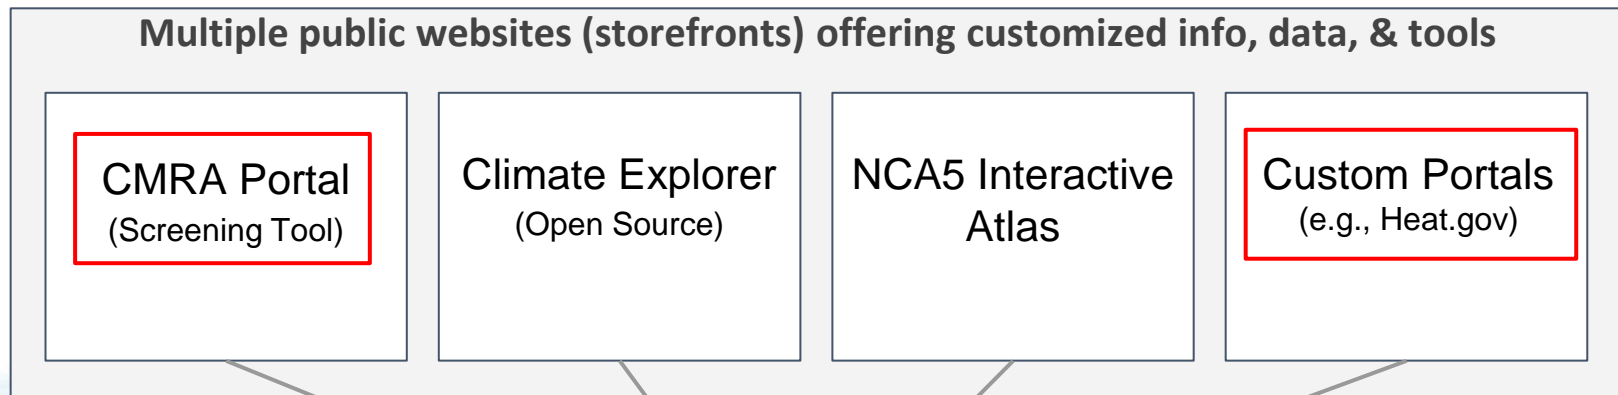 Multiple public websites (storefronts) offering customized info, data, & tools
CMRA Portal
(Screening Tool)
Climate Explorer
(Open Source)
NCA5 Interactive
Atlas
Custom Portals
(e.g., Heat.gov)